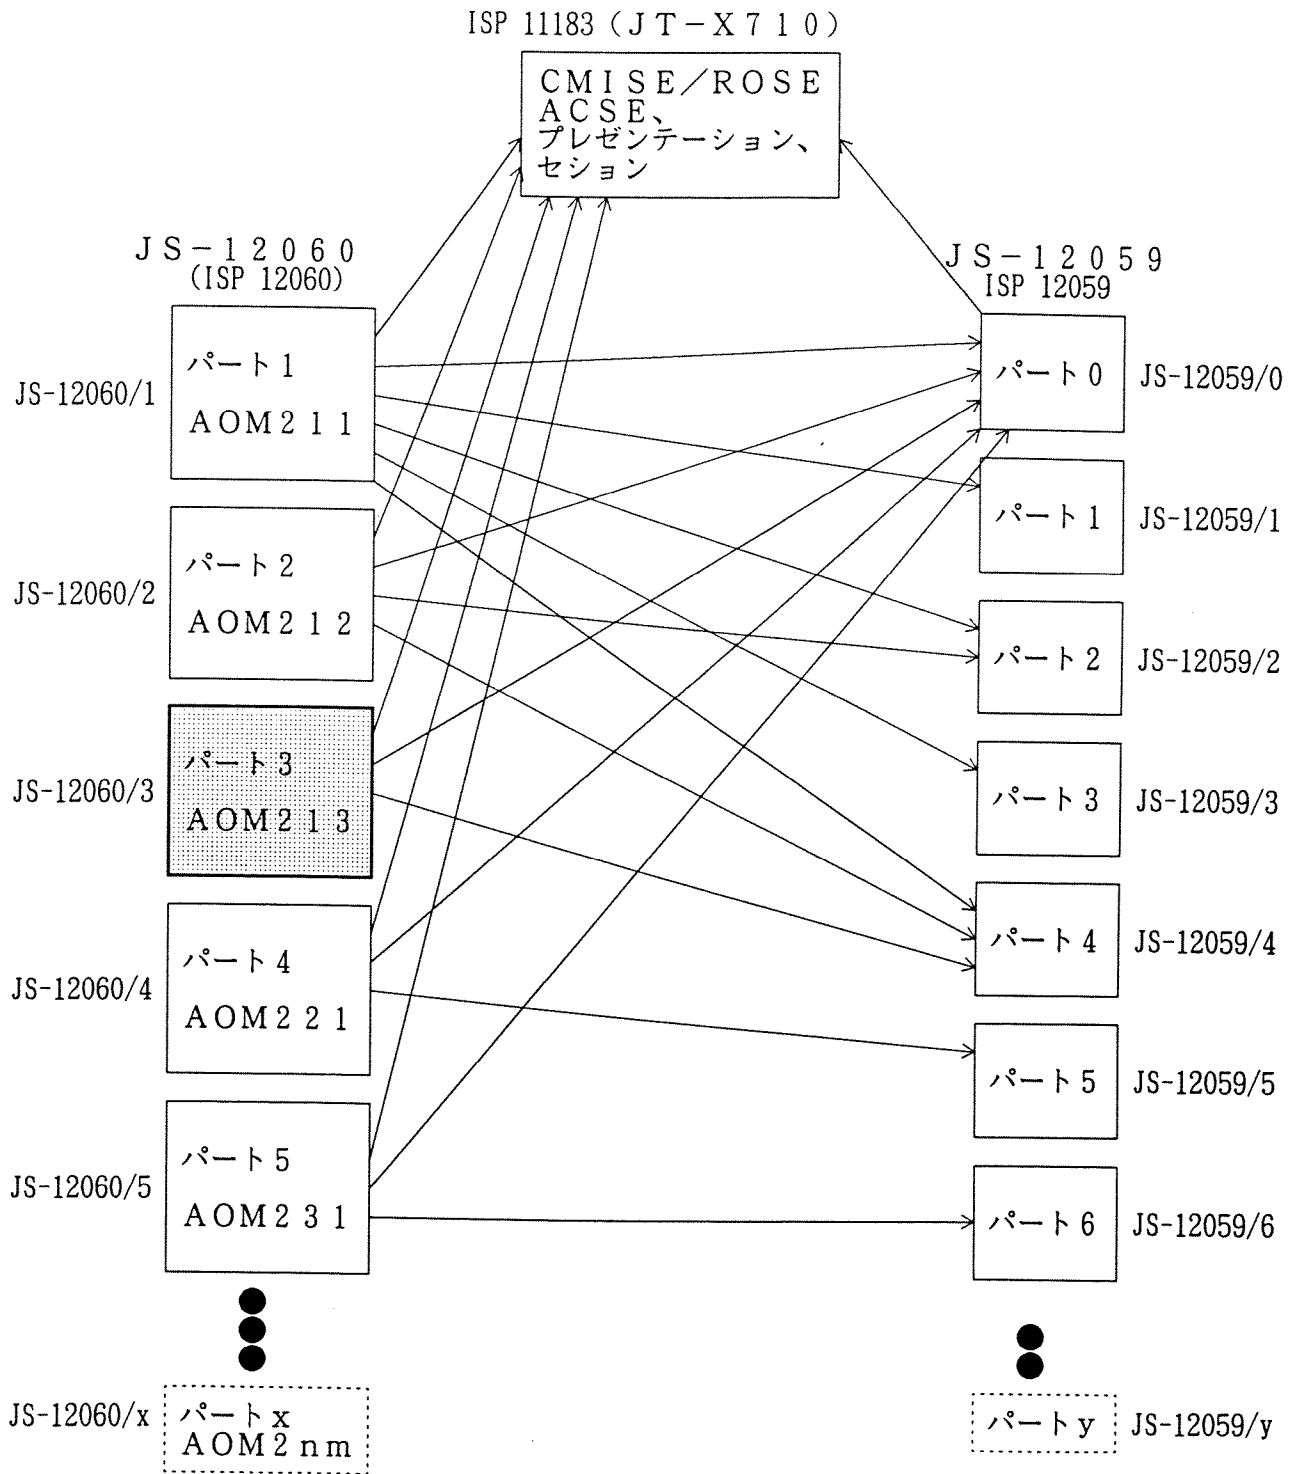 ISP 11183（ＪＴ－Ｘ７１０）
ＣＭＩＳＥ／ＲＯＳＥ
ＡＣＳＥ、
プレゼンテーション、
セション
ＪＳ－１２０６０
(ISP 12060)
ＪＳ－１２０５９
ISP 12059
JS-12060/1
パート１
ＡＯＭ２１１
パート０
JS-12059/0
パート１
JS-12059/1
JS-12060/2
パート２
ＡＯＭ２１２
パート２
JS-12059/2
JS-12060/3
パート３
ＡＯＭ２１３
パート３
JS-12059/3
パート４
JS-12059/4
JS-12060/4
パート４
ＡＯＭ２２１
パート５
JS-12059/5
JS-12060/5
パート５
ＡＯＭ２３１
パート６
JS-12059/6
JS-12060/x
パートｘ
ＡＯＭ２ｎｍ
パートｙ
JS-12059/y